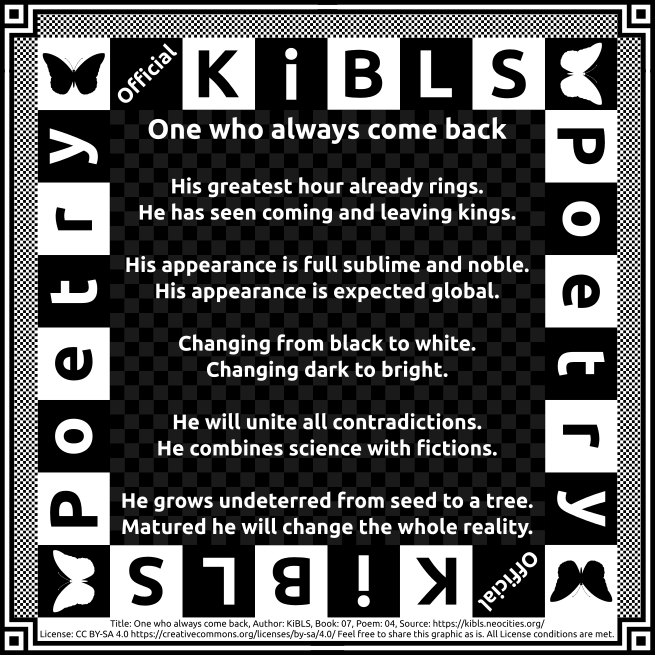 Official KiBLS
Poetry
Poetry
One who always come back
His greatest hour already rings.
He has seen coming and leaving kings.
His appearance is full sublime and noble.
His appearance is expected global.
Changing from black to white.
Changing dark to bright.
He will unite all contradictions.
He combines science with fictions.
He grows undeterred from seed to a tree.
Matured he will change the whole reality.
Official KiBLS
Title: One who always come back, Author: KiBLS, Book: 07, Poem: 04, Source: https://kibls.neocities.org/
License: CC BY-SA 4.0 https://creativecommons.org/licenses/by-sa/4.0/ Feel free to share this graphic as is. All License conditions are met.